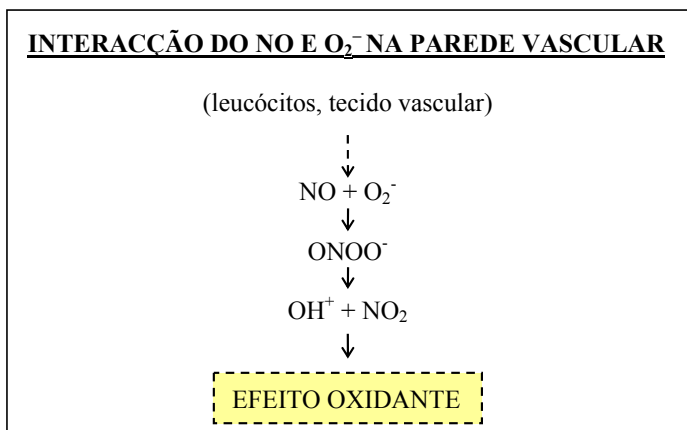 INTERACÇÃO DO NO E O₂⁻ NA PAREDE VASCULAR
(leucócitos, tecido vascular)
NO + O₂⁻
ONOO⁻
OH⁺ + NO₂
EFEITO OXIDANTE